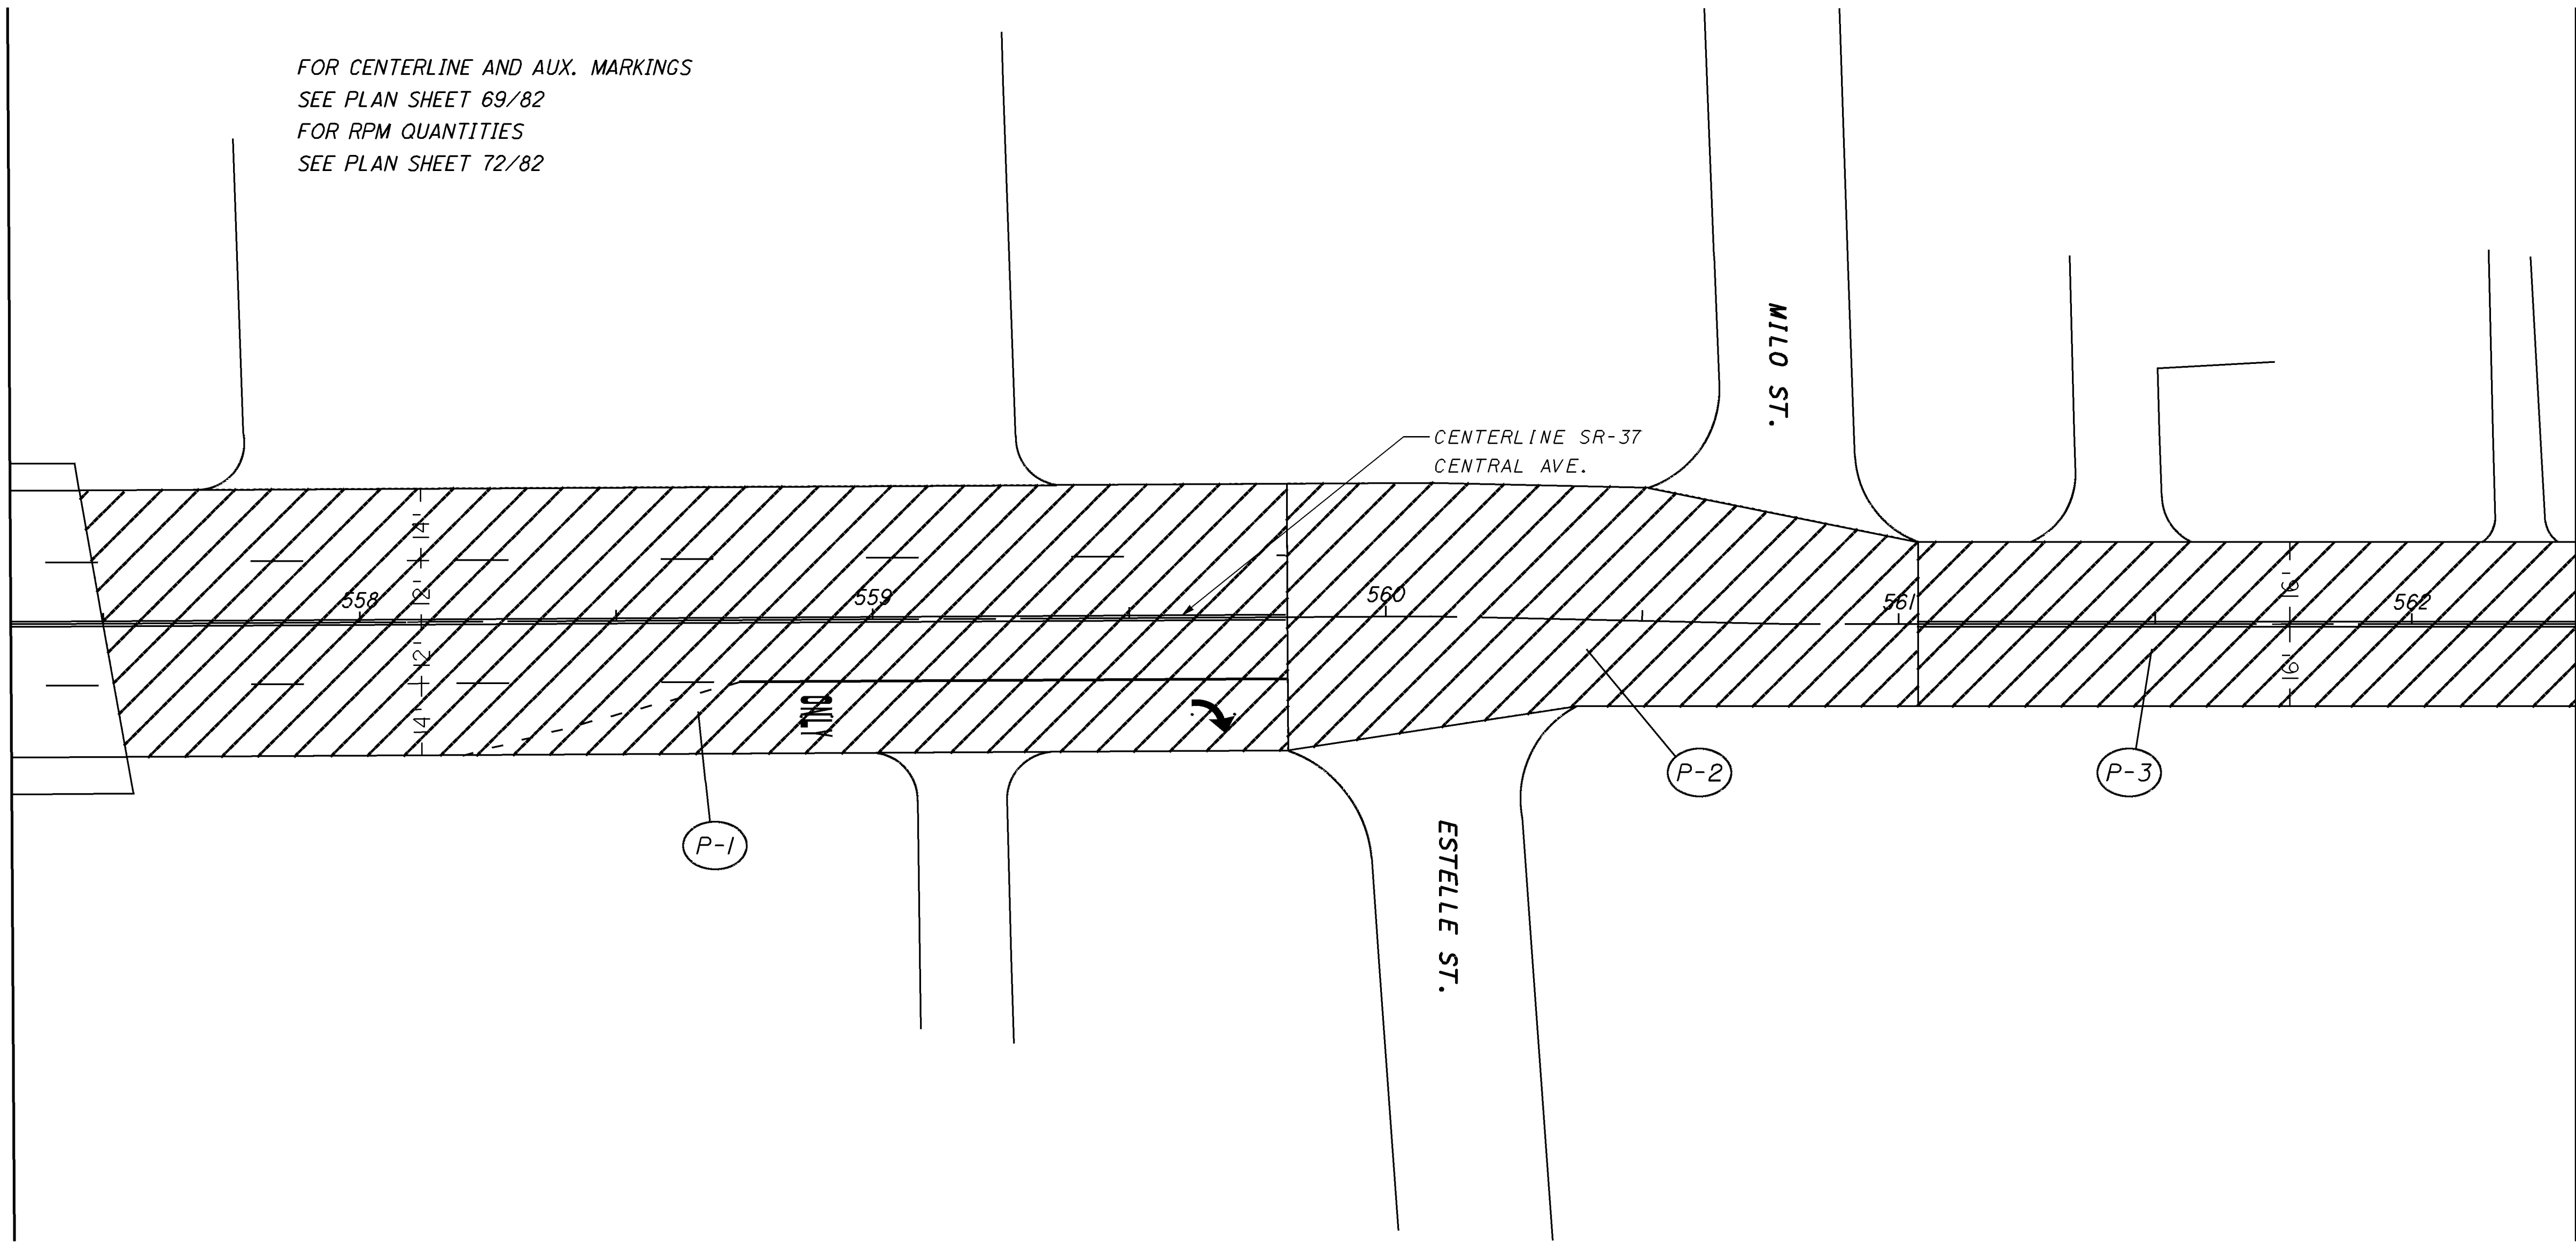 FOR CENTERLINE AND AUX. MARKINGS
SEE PLAN SHEET 69/82
FOR RPM QUANTITIES
SEE PLAN SHEET 72/82
MILO ST.
CENTERLINE SR-37
CENTRAL AVE.
14'
12'
12'
14'
558
559
560
561
562
16'
16'
ONLY
P-1
P-2
P-3
ESTELLE ST.